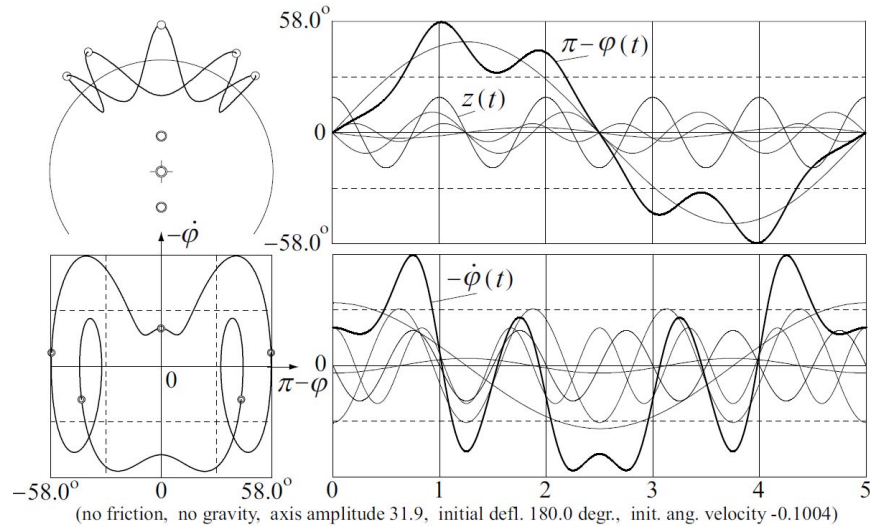 58.0°
π−φ(t)
z(t)
0
−58.0°
−φ̇
−φ̇(t)
0
π−φ
0
−58.0°
0
58.0°
0
1
2
3
4
5
(no friction, no gravity, axis amplitude 31.9, initial defl. 180.0 degr., init. ang. velocity -0.1004)